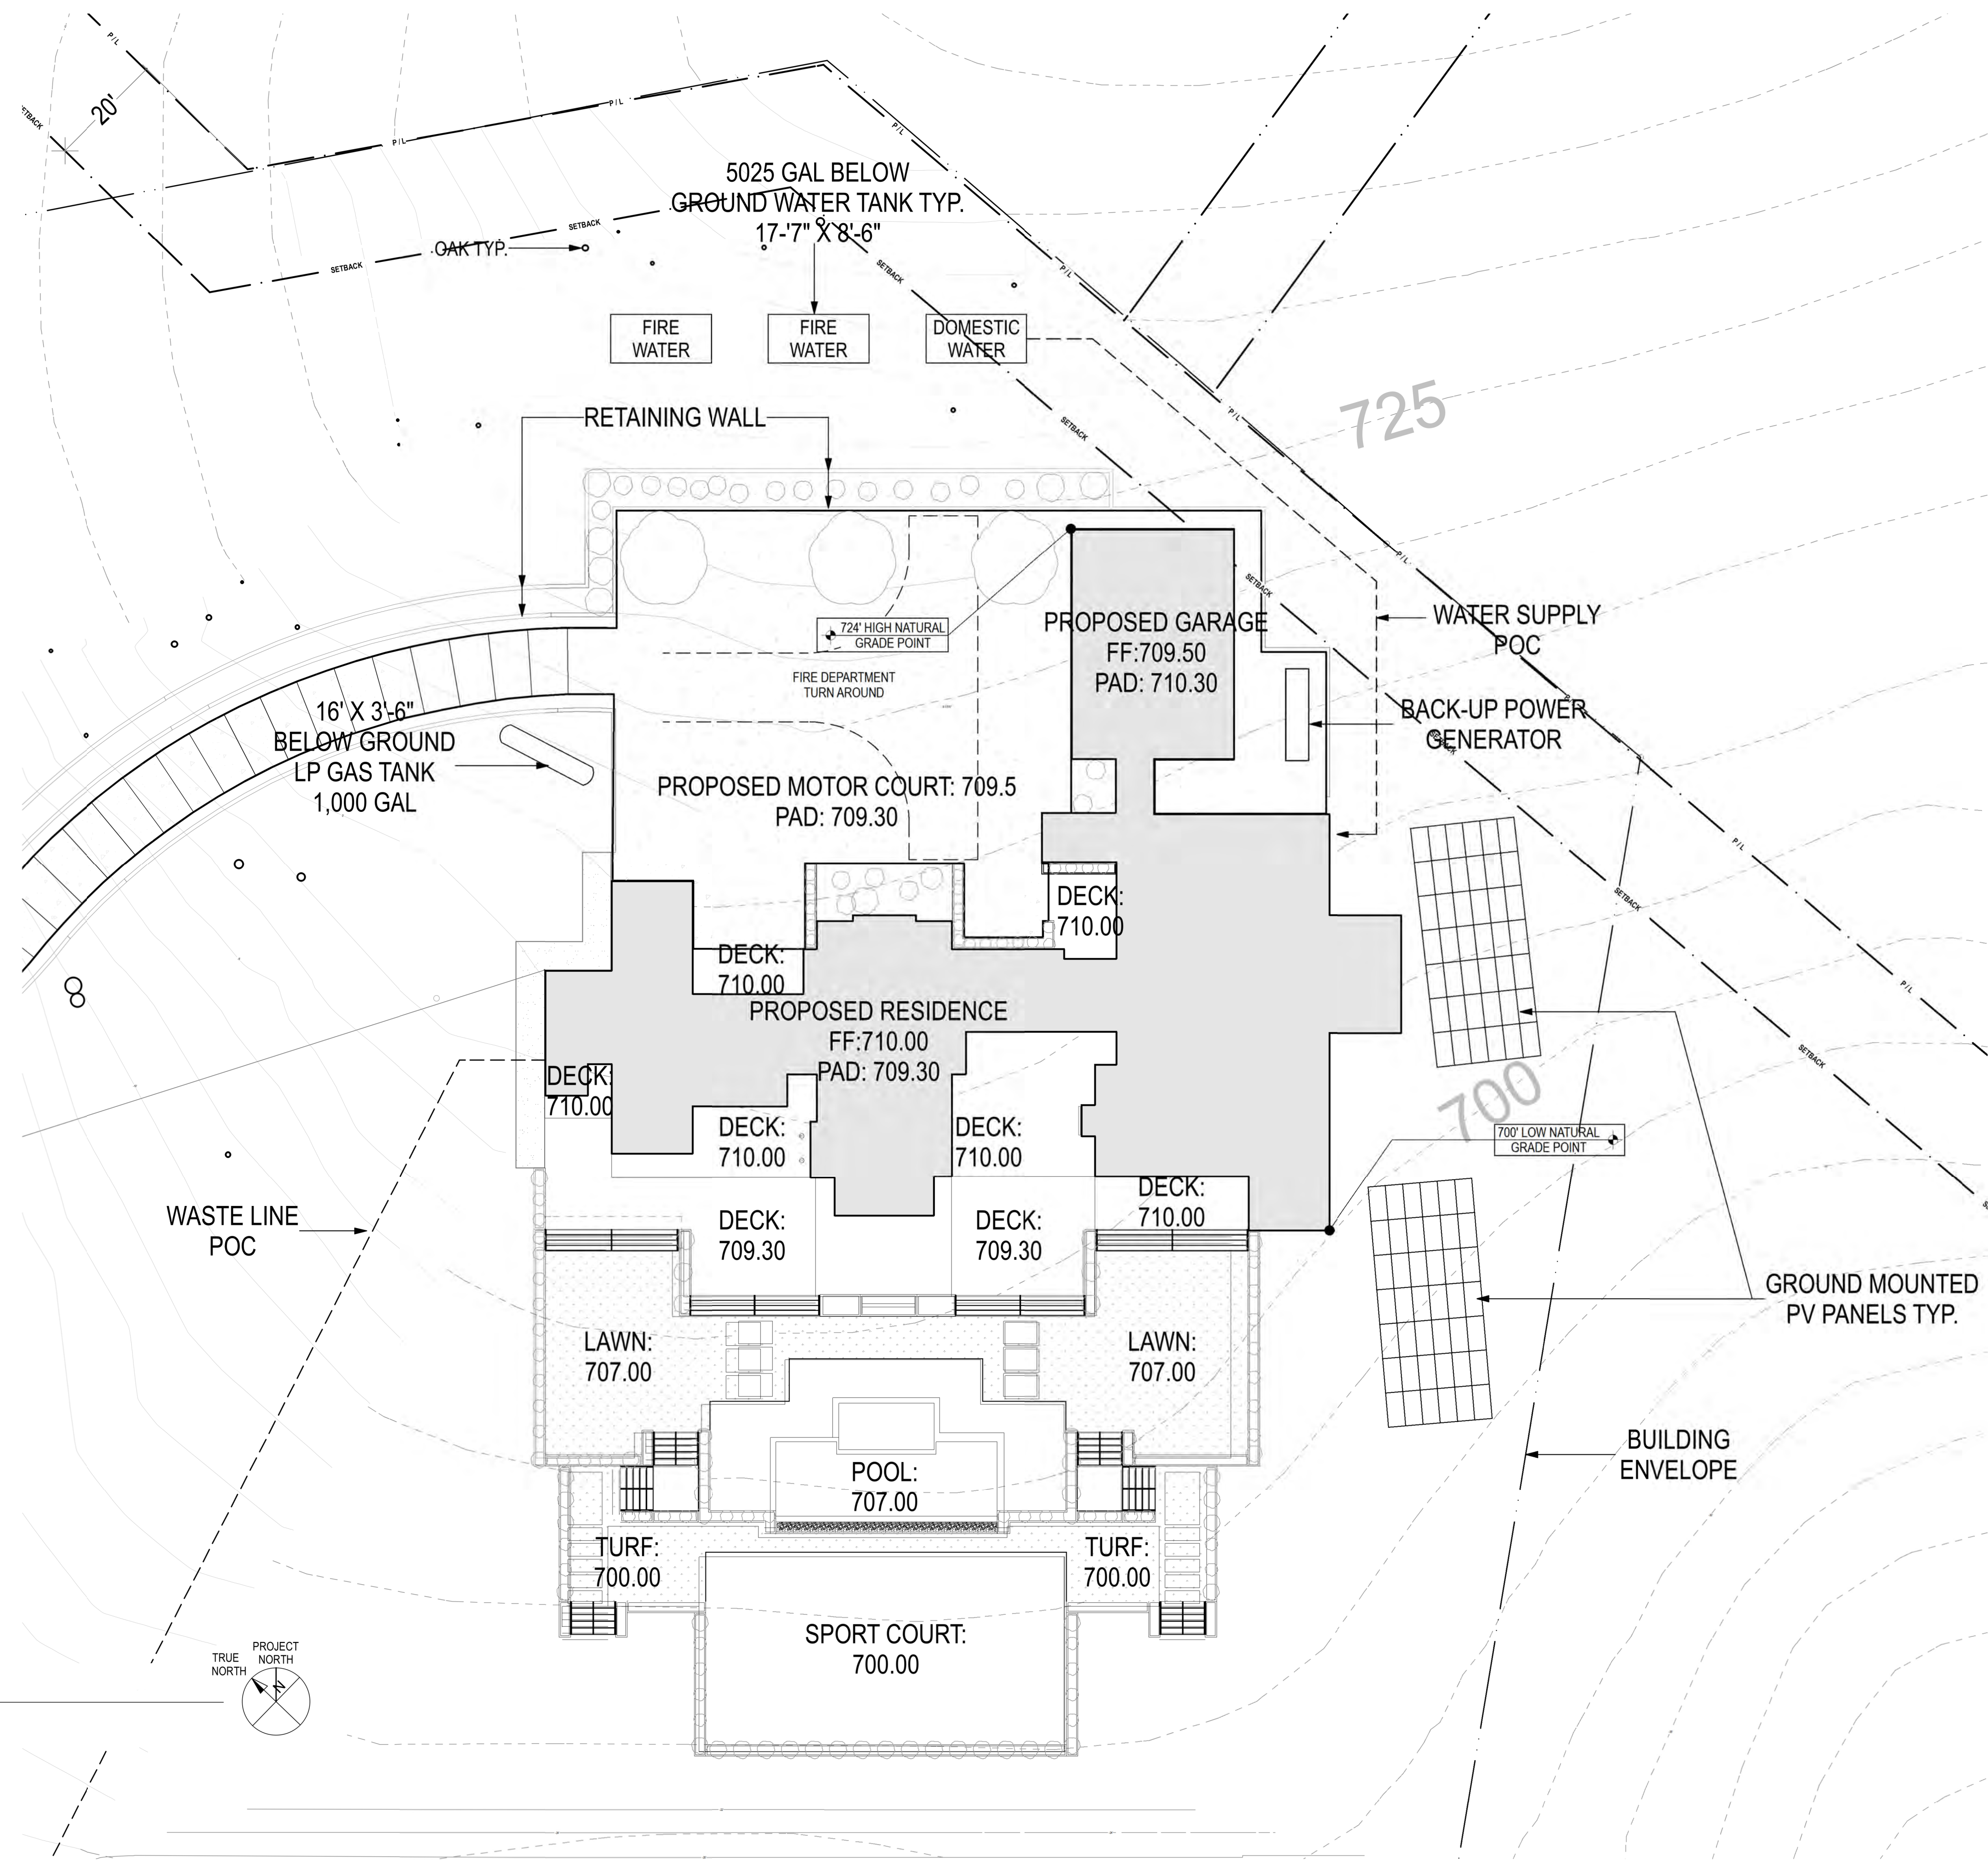 P/L
20'
SETBACK
P/L
P/L
P/L
5025 GAL BELOW
GROUND WATER TANK TYP.
17-'7" X 8'-6"
SETBACK
OAK TYP.
SETBACK
SETBACK
P/L
FIRE
WATER
FIRE
WATER
DOMESTIC
WATER
725
RETAINING WALL
P/L
SETBACK
P/L
SETBACK
724' HIGH NATURAL
GRADE POINT
PROPOSED GARAGE
FF:709.50
PAD: 710.30
WATER SUPPLY
POC
FIRE DEPARTMENT
TURN AROUND
P/L
16' X 3'-6"
BELOW GROUND
LP GAS TANK
1,000 GAL
BACK-UP POWER
GENERATOR
SETBACK
PROPOSED MOTOR COURT: 709.5
PAD: 709.30
P/L
DECK:
710.00
SETBACK
DECK:
710.00
P/L
PROPOSED RESIDENCE
FF:710.00
PAD: 709.30
SETBACK
DECK:
710.00
700
DECK:
710.00
DECK:
710.00
700' LOW NATURAL
GRADE POINT
DECK:
710.00
WASTE LINE
POC
DECK:
709.30
DECK:
709.30
GROUND MOUNTED
PV PANELS TYP.
LAWN:
707.00
LAWN:
707.00
BUILDING
ENVELOPE
POOL:
707.00
TURF:
700.00
TURF:
700.00
SPORT COURT:
700.00
TRUE
NORTH
PROJECT
NORTH
N